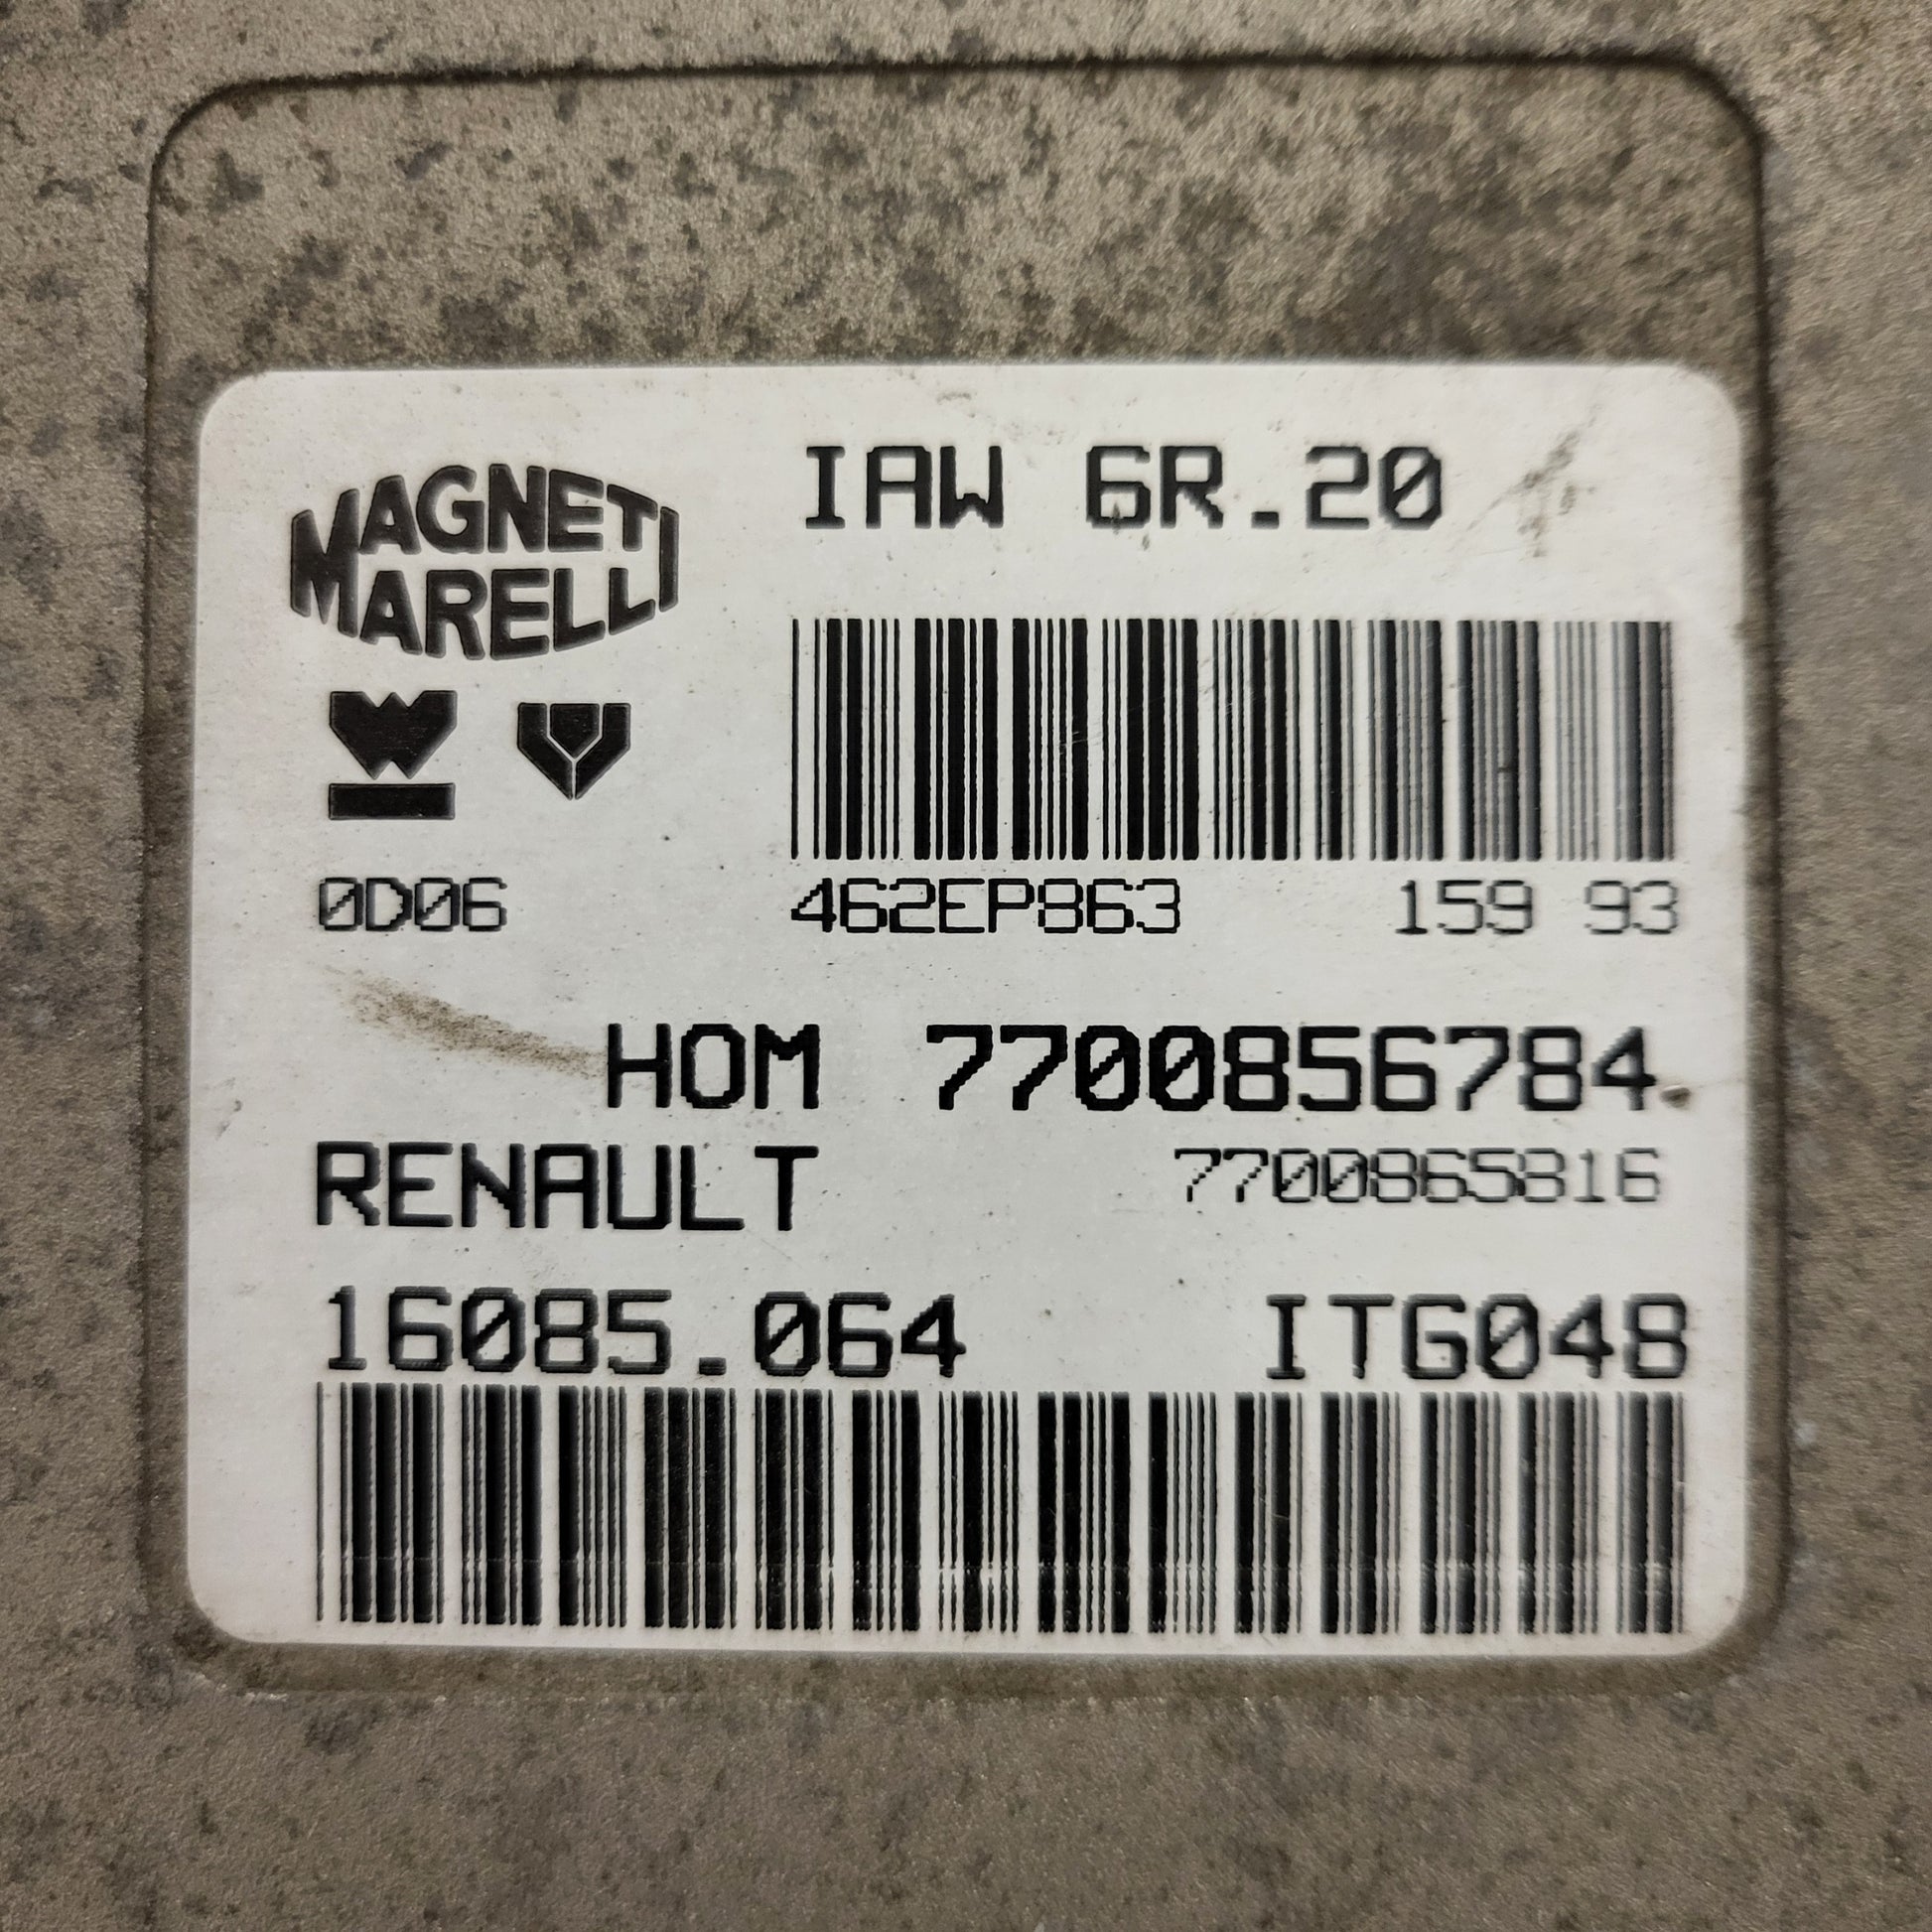 MAGNETI
MARELLI
IAW 6R.20
0D06 462EP863 159 93
HOM 7700856784
RENAULT 7700865816
16085.064 ITG048